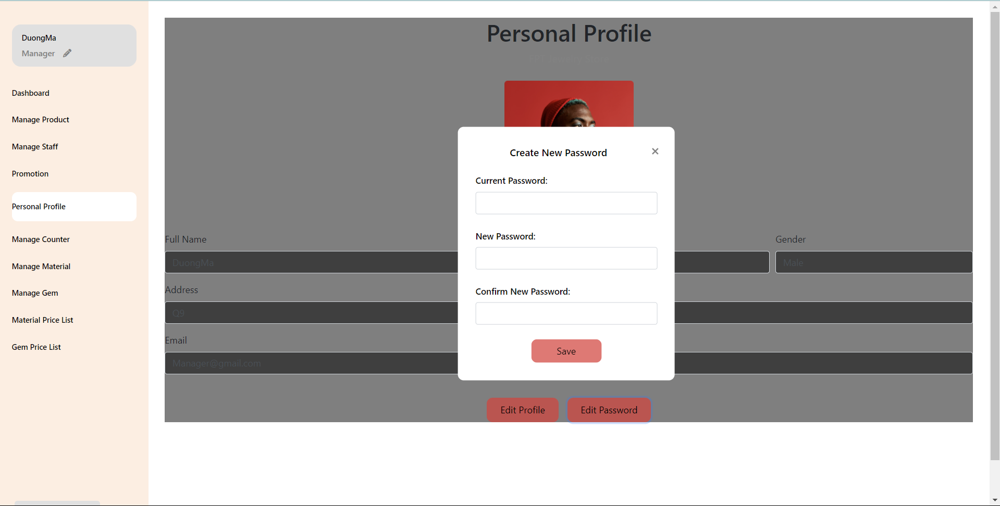 DuongMa
Manager
Dashboard
Manage Product
Manage Staff
Promotion
Personal Profile
Manage Counter
Manage Material
Manage Gem
Material Price List
Gem Price List
Personal Profile
Jewelry Store
Create New Password
×
Current Password:
New Password:
Confirm New Password:
Save
Full Name
Gender
DuongMa
Male
Address
Q9
Email
Manager@gmail.com
Edit Profile
Edit Password